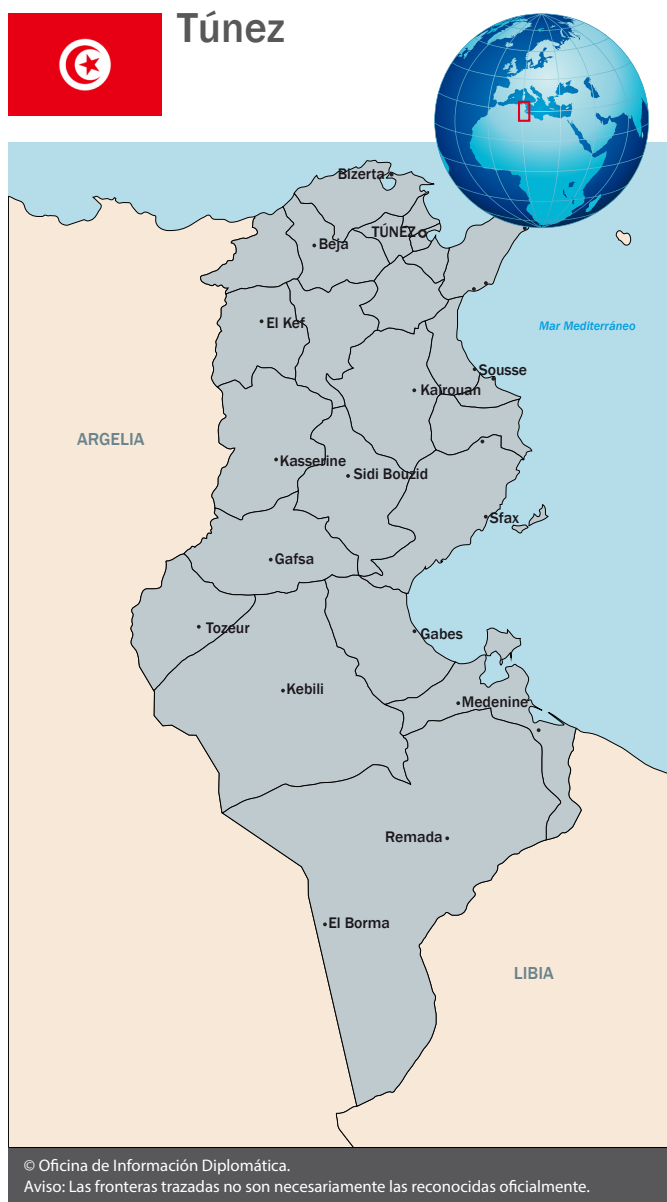 Túnez
Bizerta
TÚNEZ
Beja
El Kef
Mar Mediterráneo
Sousse
Kairouan
ARGELIA
Kasserine
Sidi Bouzid
Sfax
Gafsa
Tozeur
Gabes
Kebili
Medenine
Remada
El Borma
LIBIA
© Oficina de Información Diplomática.
Aviso: Las fronteras trazadas no son necesariamente las reconocidas oficialmente.